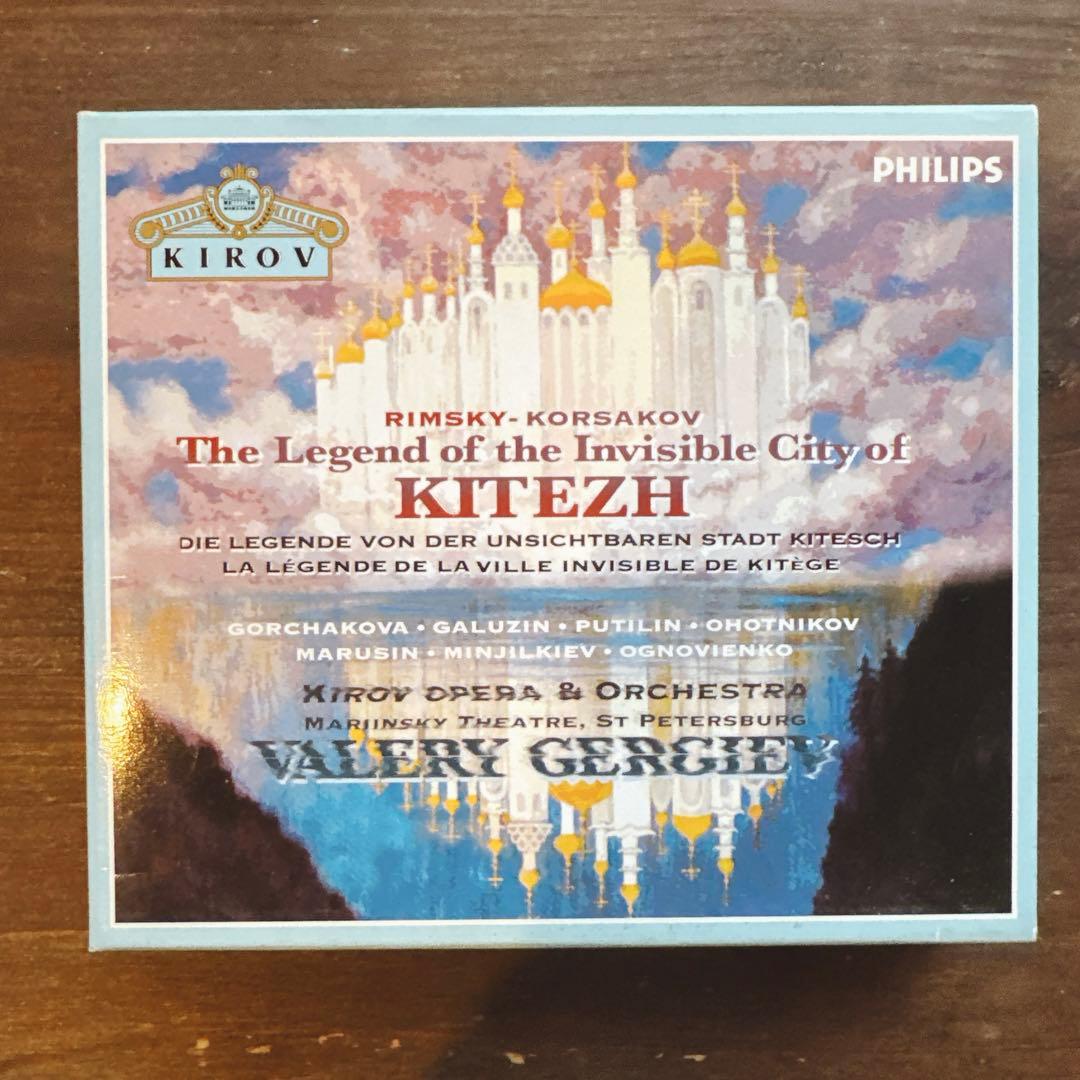 PHILIPS
KIROV
RIMSKY-KORSAKOV
The Legend of the Invisible City of
KITEZH
DIE LEGENDE VON DER UNSICHTBAREN STADT KITESCH
LA LÉGENDE DE LA VILLE INVISIBLE DE KITÈGE
GORCHAKOVA • GALUZIN • PUTILIN • OHOTNIKOV
MARUSIN • MINJILKIEV • OGNOVIENKO
KIROV OPERA & ORCHESTRA
MARIINSKY THEATRE, ST PETERSBURG
VALERY GERGIEV